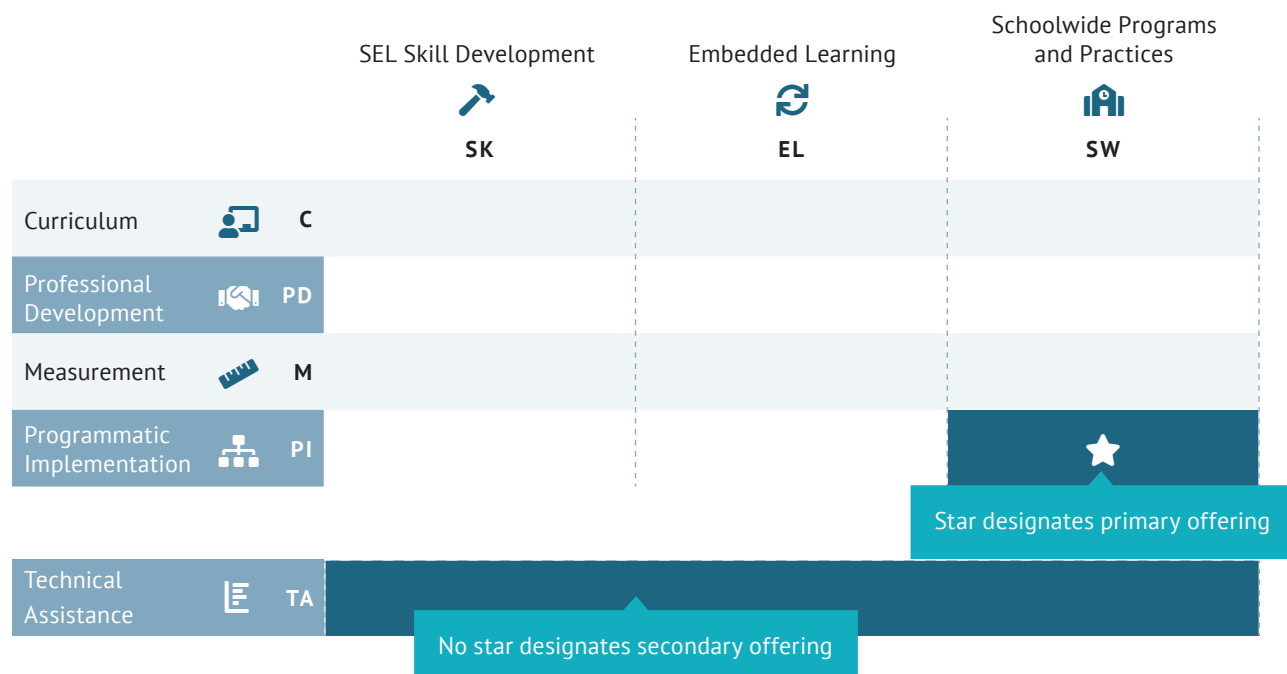 SEL Skill Development
Embedded Learning
Schoolwide Programs
and Practices
SK
EL
SW
Curriculum
C
Professional
Development
PD
Measurement
M
Programmatic
Implementation
PI
Star designates primary offering
Technical
Assistance
TA
No star designates secondary offering